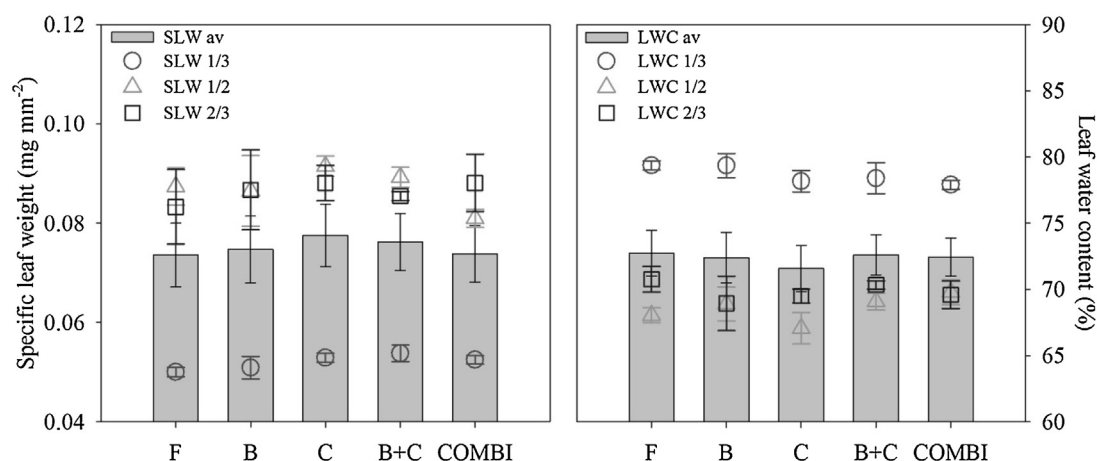 Specific leaf weight (mg mm⁻²)
0.12
0.10
0.08
0.06
0.04
SLW av
SLW 1/3
SLW 1/2
SLW 2/3
F B C B+C COMBI
LWC av
LWC 1/3
LWC 1/2
LWC 2/3
F B C B+C COMBI
90
85
80
75
70
65
60
Leaf water content (%)